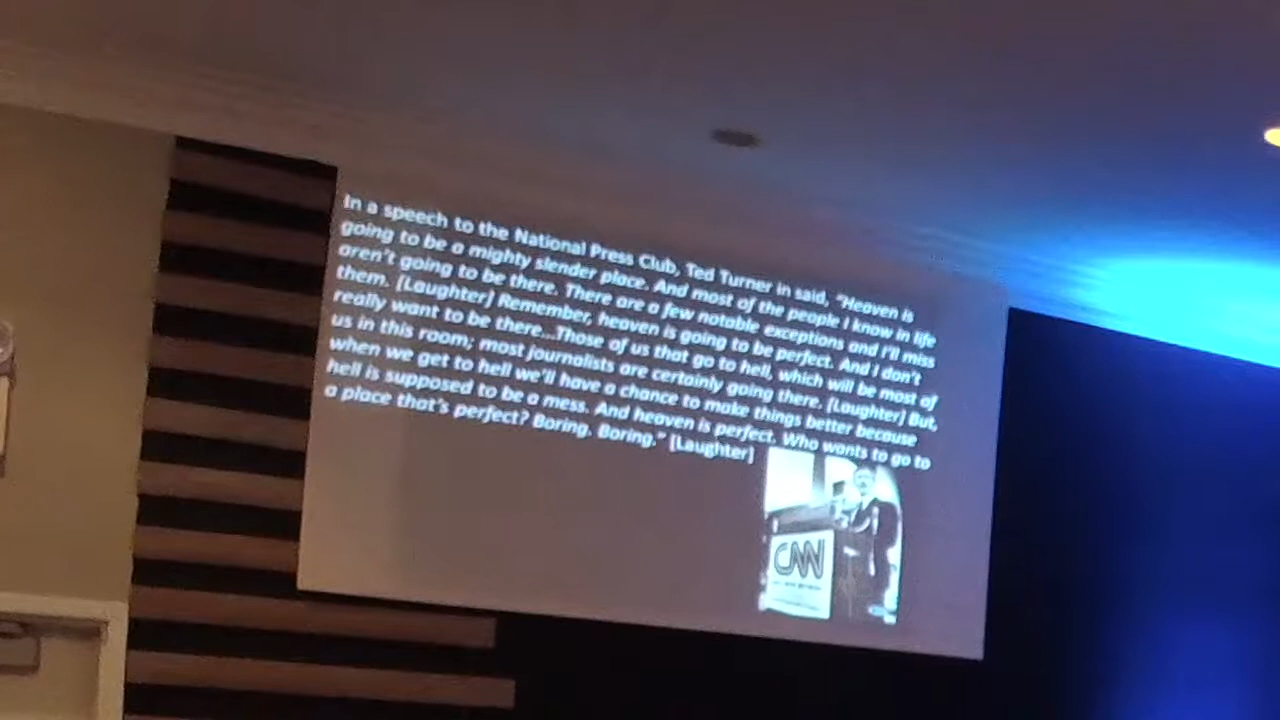 In a speech to the National Press Club, Ted Turner in said, “Heaven is
going to be a mighty slender place. And most of the people I know in life
aren't going to be there. There are a few notable exceptions and I'll miss
them. [Laughter] Remember, heaven is going to be perfect. And I don't
really want to be there...Those of us that go to hell, which will be most of
us in this room; most journalists are certainly going there. [Laughter] But,
when we get to hell we'll have a chance to make things better because
hell is supposed to be a mess. And heaven is perfect. Who wants to go to
a place that's perfect? Boring. Boring.” [Laughter]
CNN